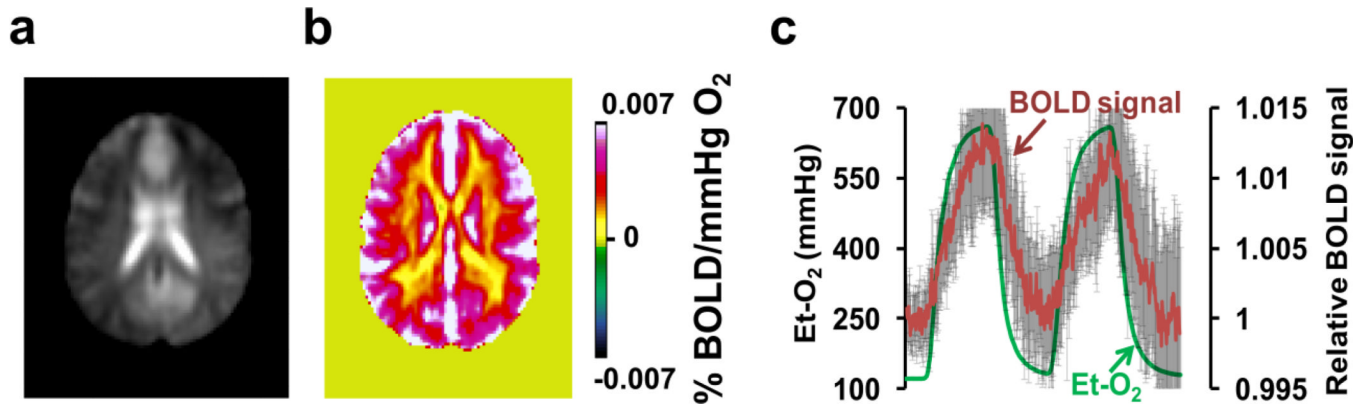 a
b
c
0.007
0
-0.007
% BOLD/mmHg O2
700
550
400
250
100
Et-O2 (mmHg)
BOLD signal
Et-O2
1.015
1.01
1.005
1
0.995
Relative BOLD signal